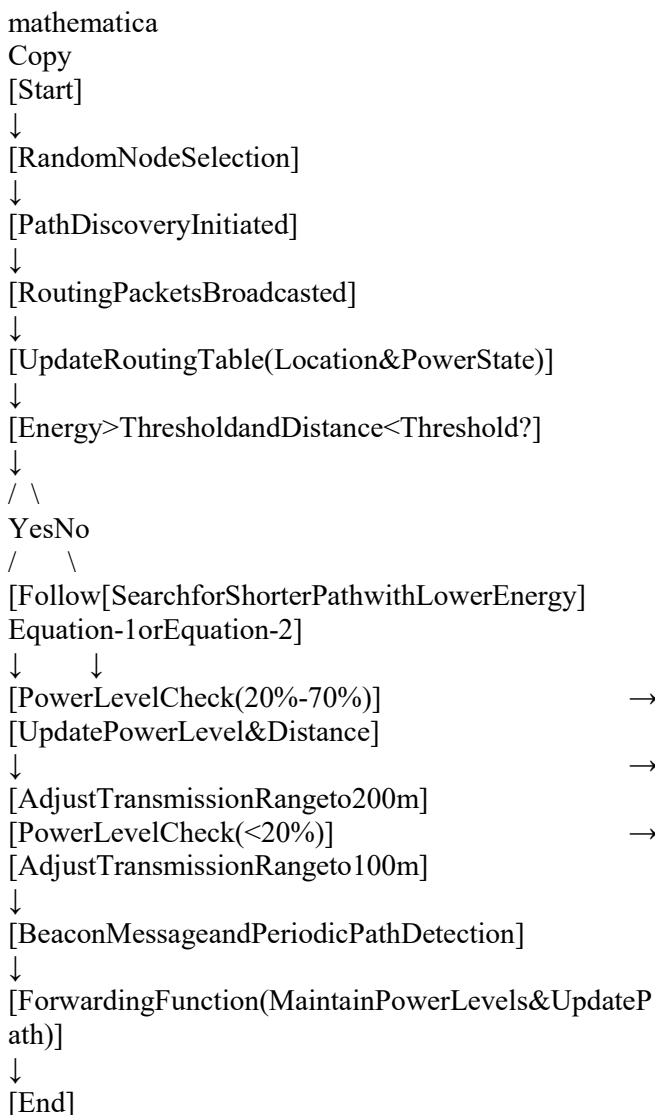 mathematica
Copy
[Start]
↓
[RandomNodeSelection]
↓
[PathDiscoveryInitiated]
↓
[RoutingPacketsBroadcasted]
↓
[UpdateRoutingTable(Location&PowerState)]
↓
[Energy>ThresholdandDistance<Threshold?]
↓
/ \
YesNo
/ \
[Follow[SearchforShorterPathwithLowerEnergy]
Equation-1orEquation-2]
↓ ↓
[PowerLevelCheck(20%-70%)] →
[UpdatePowerLevel&Distance]
↓ →
[AdjustTransmissionRangeto200m]
[PowerLevelCheck(<20%)] →
[AdjustTransmissionRangeto100m]
↓
[BeaconMessageandPeriodicPathDetection]
↓
[ForwardingFunction(MaintainPowerLevels&UpdateP
ath)]
↓
[End]